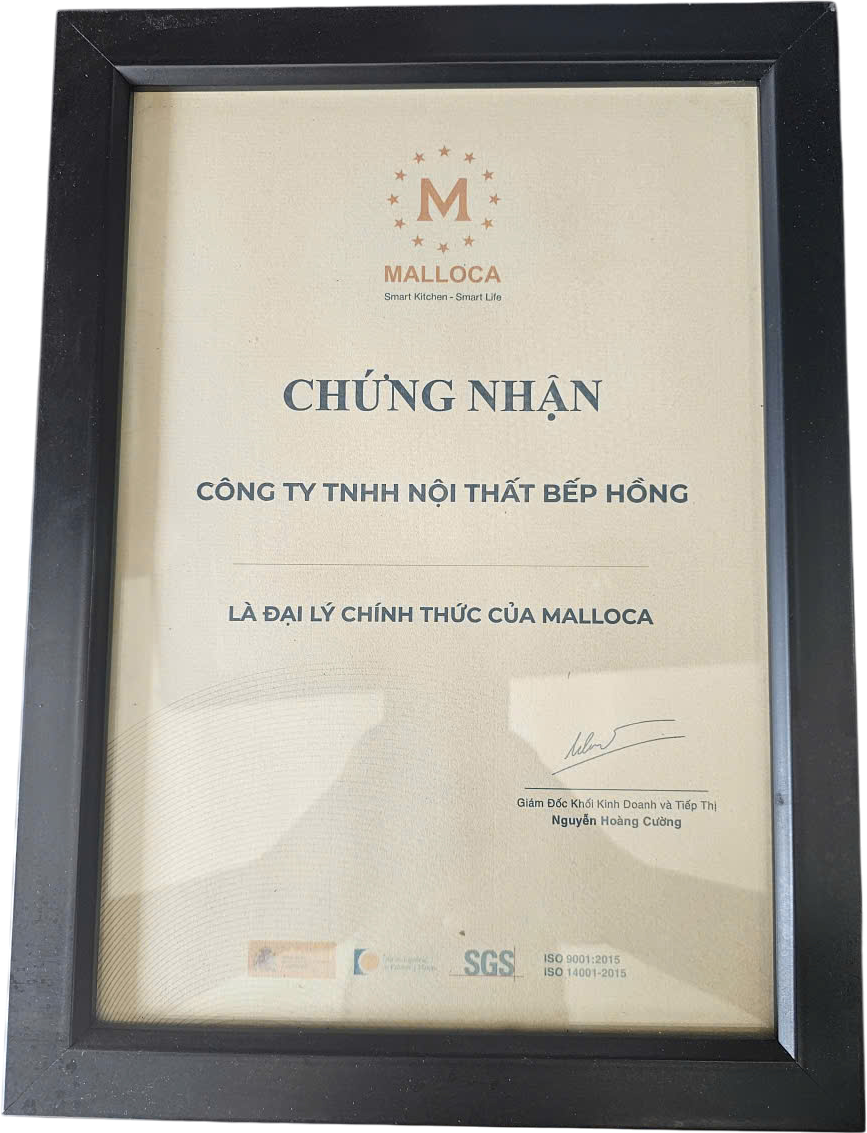 M
MALLOCA
Smart Kitchen - Smart Life
CHỨNG NHẬN
CÔNG TY TNHH NỘI THẤT BẾP HỒNG
LÀ ĐẠI LÝ CHÍNH THỨC CỦA MALLOCA
Giám Đốc Khối Kinh Doanh và Tiếp Thị
Nguyễn Hoàng Cường
SGS
ISO 9001:2015
ISO 14001-2015